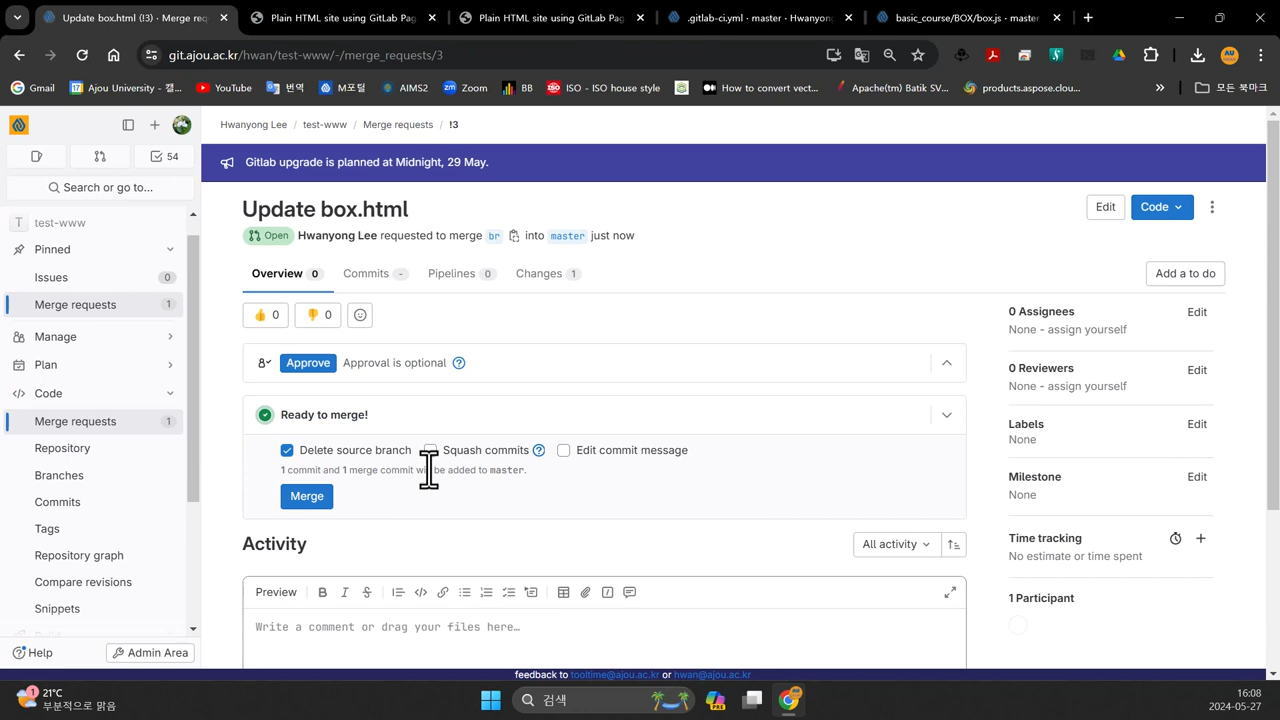 Update box.html (!3) · Merge req
Plain HTML site using GitLab Pag
Plain HTML site using GitLab Pag
.gitlab-ci.yml · master · Hwanyon
basic_course/BOX/box.js · master
git.ajou.ac.kr/hwan/test-www/-/merge_requests/3
Gmail
Ajou University - 캘...
YouTube
번역
M포털
AIMS2
Zoom
BB
ISO - ISO house style
How to convert vect...
Apache(tm) Batik SV...
products.aspose.clou...
모든 북마크
Hwanyong Lee / test-www / Merge requests / !3
54
Search or go to...
Gitlab upgrade is planned at Midnight, 29 May.
T test-www
Pinned
Issues 0
Merge requests 1
Manage
Plan
Code
Merge requests 1
Repository
Branches
Commits
Tags
Repository graph
Compare revisions
Snippets
Help
Admin Area
Update box.html
Edit
Code
Open Hwanyong Lee requested to merge br into master just now
Overview 0 Commits - Pipelines 0 Changes 1
Add a to do
0
0
Approve Approval is optional
Ready to merge!
Delete source branch Squash commits Edit commit message
1 commit and 1 merge commit will be added to master.
Merge
Activity
All activity
Preview
Write a comment or drag your files here…
0 Assignees Edit
None - assign yourself
0 Reviewers Edit
None - assign yourself
Labels Edit
None
Milestone Edit
None
Time tracking
No estimate or time spent
1 Participant
feedback to tooltime@ajou.ac.kr or hwan@ajou.ac.kr
1
21°C
부분적으로 맑음
검색
PRE
16:08
2024-05-27